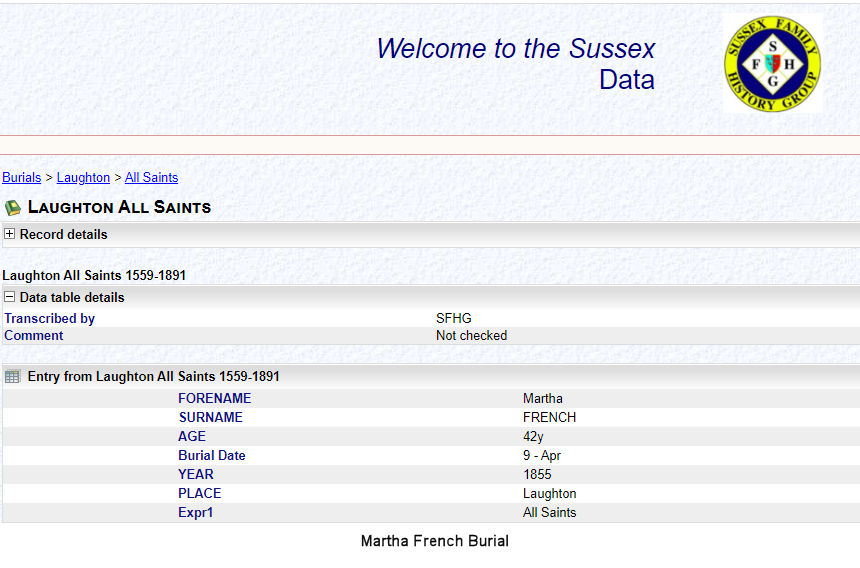 Welcome to the Sussex
Data
SUSSEX FAMILY
HISTORY GROUP
S
F H
G
Burials > Laughton > All Saints
LAUGHTON ALL SAINTS
Record details
Laughton All Saints 1559-1891
Data table details
Transcribed by SFHG
Comment Not checked
Entry from Laughton All Saints 1559-1891
FORENAME Martha
SURNAME FRENCH
AGE 42y
Burial Date 9 - Apr
YEAR 1855
PLACE Laughton
Expr1 All Saints
Martha French Burial